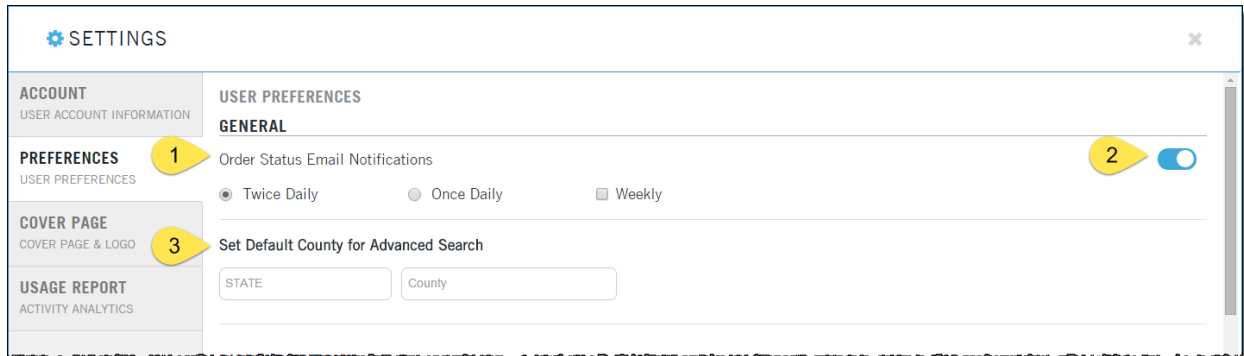 SETTINGS
ACCOUNT
USER ACCOUNT INFORMATION
PREFERENCES
USER PREFERENCES
COVER PAGE
COVER PAGE & LOGO
USAGE REPORT
ACTIVITY ANALYTICS
USER PREFERENCES
GENERAL
1
Order Status Email Notifications
2
Twice Daily
Once Daily
Weekly
3
Set Default County for Advanced Search
STATE
County